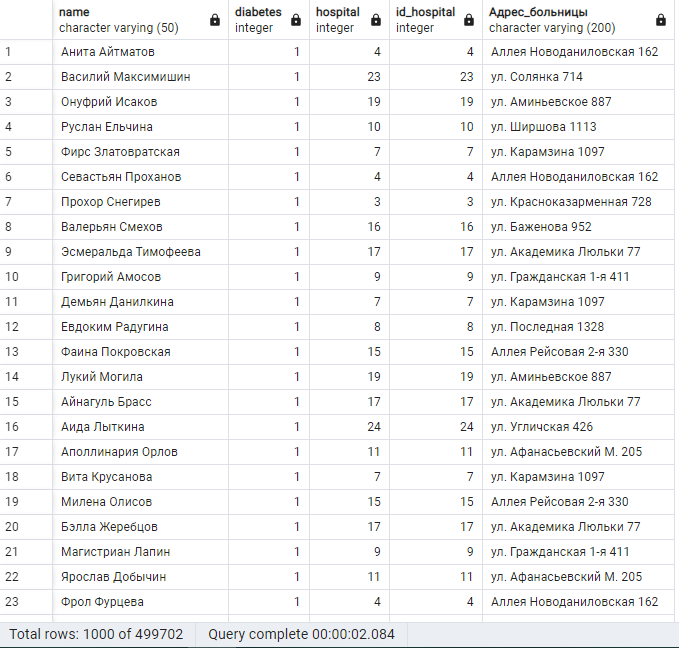 name diabetes hospital id_hospital Адрес_больницы
character varying (50) integer integer integer character varying (200)
1 Анита Айтматов 1 4 4 Аллея Новоданиловская 162
2 Василий Максимишин 1 23 23 ул. Солянка 714
3 Онуфрий Исаков 1 19 19 ул. Аминьевское 887
4 Руслан Ельчина 1 10 10 ул. Ширшова 1113
5 Фирс Златовратская 1 7 7 ул. Карамзина 1097
6 Севастьян Проханов 1 4 4 Аллея Новоданиловская 162
7 Прохор Снегирев 1 3 3 ул. Красноказарменная 728
8 Валерьян Смехов 1 16 16 ул. Баженова 952
9 Эсмеральда Тимофеева 1 17 17 ул. Академика Люльки 77
10 Григорий Амосов 1 9 9 ул. Гражданская 1-я 411
11 Демьян Данилкина 1 7 7 ул. Карамзина 1097
12 Евдоким Радугина 1 8 8 ул. Последная 1328
13 Фаина Покровская 1 15 15 Аллея Рейсовая 2-я 330
14 Лукий Могила 1 19 19 ул. Аминьевское 887
15 Айнагуль Брасс 1 17 17 ул. Академика Люльки 77
16 Аида Лыткина 1 24 24 ул. Угличская 426
17 Аполлинария Орлов 1 11 11 ул. Афанасьевский М. 205
18 Вита Крусанова 1 7 7 ул. Карамзина 1097
19 Милена Олисов 1 15 15 Аллея Рейсовая 2-я 330
20 Бэлла Жеребцов 1 17 17 ул. Академика Люльки 77
21 Магистриан Лапин 1 9 9 ул. Гражданская 1-я 411
22 Ярослав Добычин 1 11 11 ул. Афанасьевский М. 205
23 Фрол Фурцева 1 4 4 Аллея Новоданиловская 162
Total rows: 1000 of 499702 Query complete 00:00:02.084